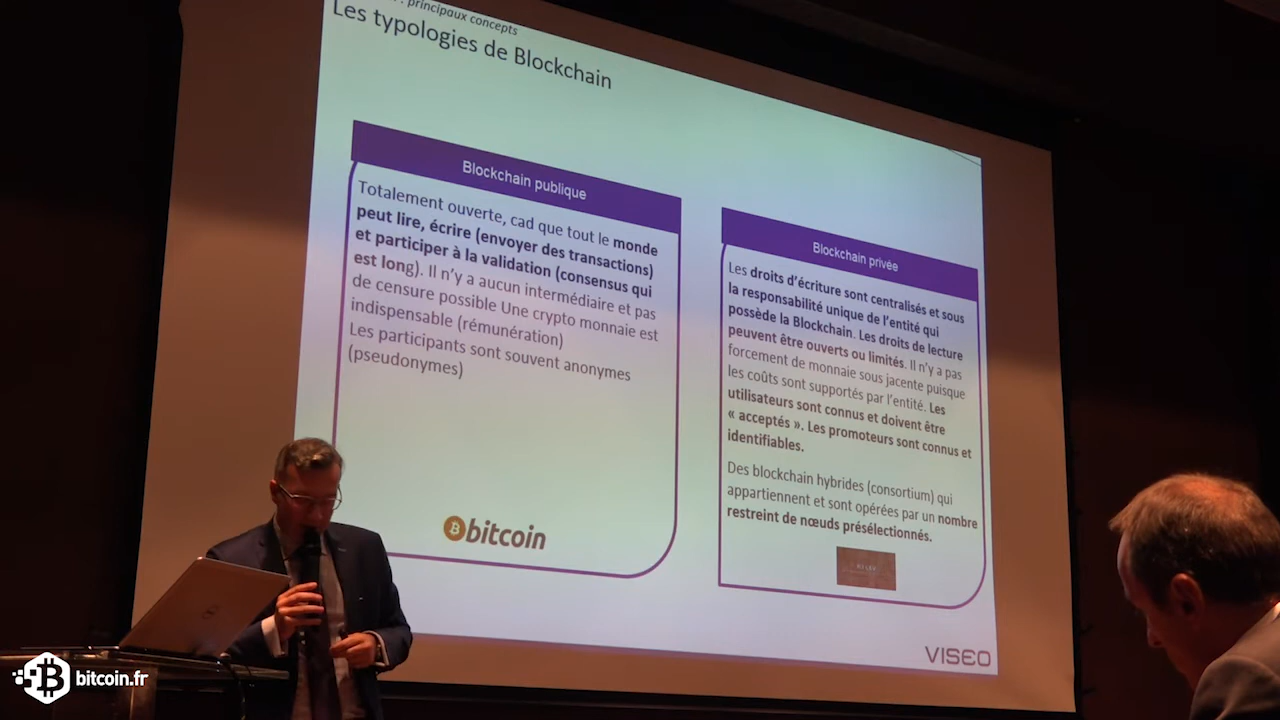 : principaux concepts
Les typologies de Blockchain
Blockchain publique
Totalement ouverte, cad que tout le monde
peut lire, écrire (envoyer des transactions)
et participer à la validation (consensus qui
est long). Il n'y a aucun intermédiaire et pas
de censure possible Une crypto monnaie est
indispensable (rémunération)
Les participants sont souvent anonymes
(pseudonymes)
bitcoin
Blockchain privée
Les droits d'écriture sont centralisés et sous
la responsabilité unique de l'entité qui
possède la Blockchain. Les droits de lecture
peuvent être ouverts ou limités. Il n'y a pas
forcement de monnaie sous jacente puisque
les coûts sont supportés par l'entité. Les
utilisateurs sont connus et doivent être
« acceptés ». Les promoteurs sont connus et
identifiables.
Des blockchain hybrides (consortium) qui
appartiennent et sont opérées par un nombre
restreint de nœuds présélectionnés.
VISEO
bitcoin.fr